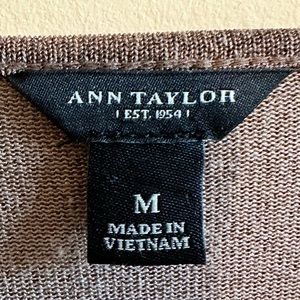 ANN TAYLOR
| EST. 1954 |
M
MADE IN
VIETNAM